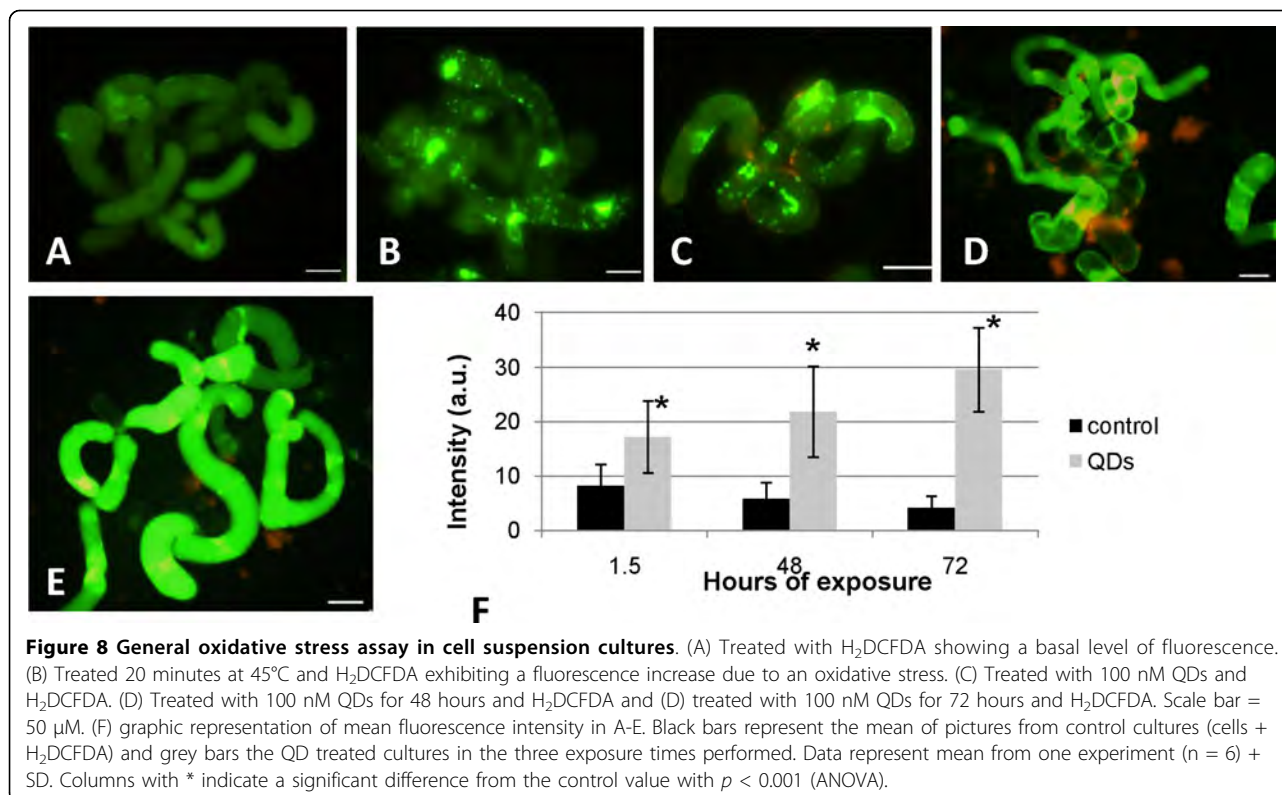 A
B
C
D
E
40
30
20
10
0
Intensity (a.u.)
*
*
*
control
QDs
1.5
48
72
Hours of exposure
F
Figure 8 General oxidative stress assay in cell suspension cultures. (A) Treated with H₂DCFDA showing a basal level of fluorescence.
(B) Treated 20 minutes at 45°C and H₂DCFDA exhibiting a fluorescence increase due to an oxidative stress. (C) Treated with 100 nM QDs and
H₂DCFDA. (D) Treated with 100 nM QDs for 48 hours and H₂DCFDA and (D) treated with 100 nM QDs for 72 hours and H₂DCFDA. Scale bar =
50 μM. (F) graphic representation of mean fluorescence intensity in A-E. Black bars represent the mean of pictures from control cultures (cells +
H₂DCFDA) and grey bars the QD treated cultures in the three exposure times performed. Data represent mean from one experiment (n = 6) +
SD. Columns with * indicate a significant difference from the control value with p < 0.001 (ANOVA).